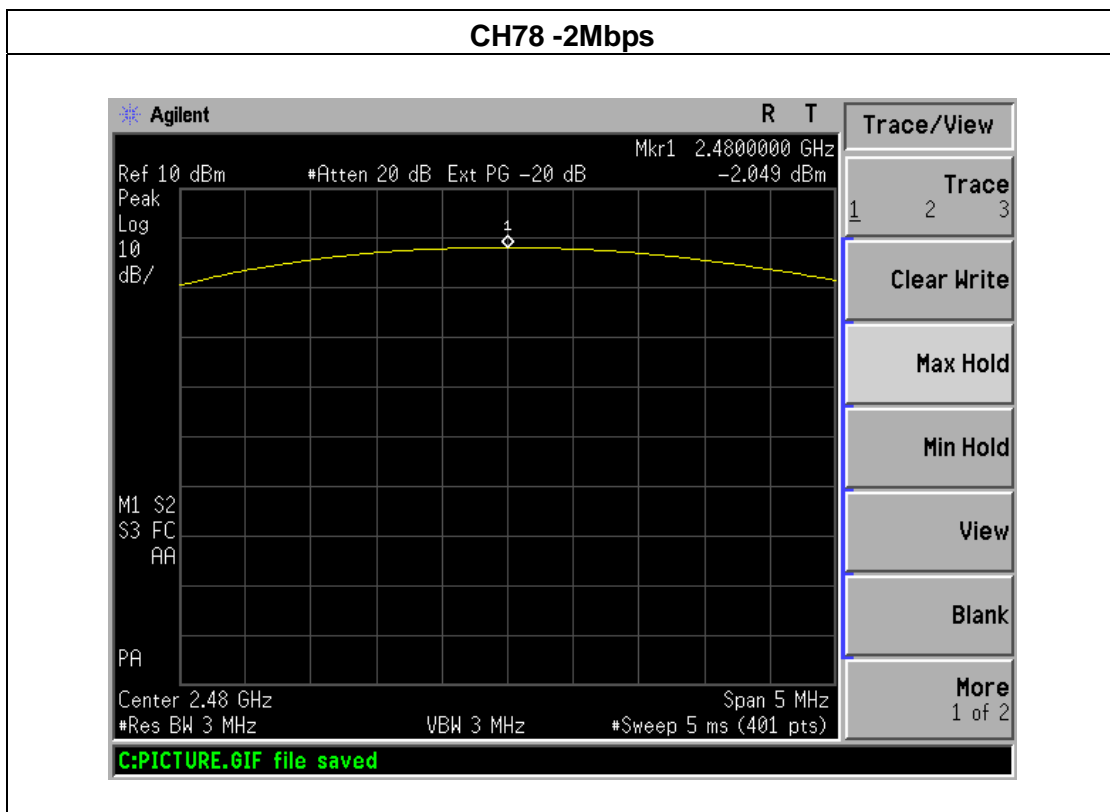 CH78 -2Mbps
Agilent R T
Mkr1 2.4800000 GHz
Ref 10 dBm #Atten 20 dB Ext PG -20 dB -2.049 dBm
Peak
Log
10
dB/
1
M1 S2
S3 FC
AA
PA
Center 2.48 GHz Span 5 MHz
#Res BW 3 MHz VBW 3 MHz #Sweep 5 ms (401 pts)
C:PICTURE.GIF file saved
Trace/View
Trace
1 2 3
Clear Write
Max Hold
Min Hold
View
Blank
More
1 of 2